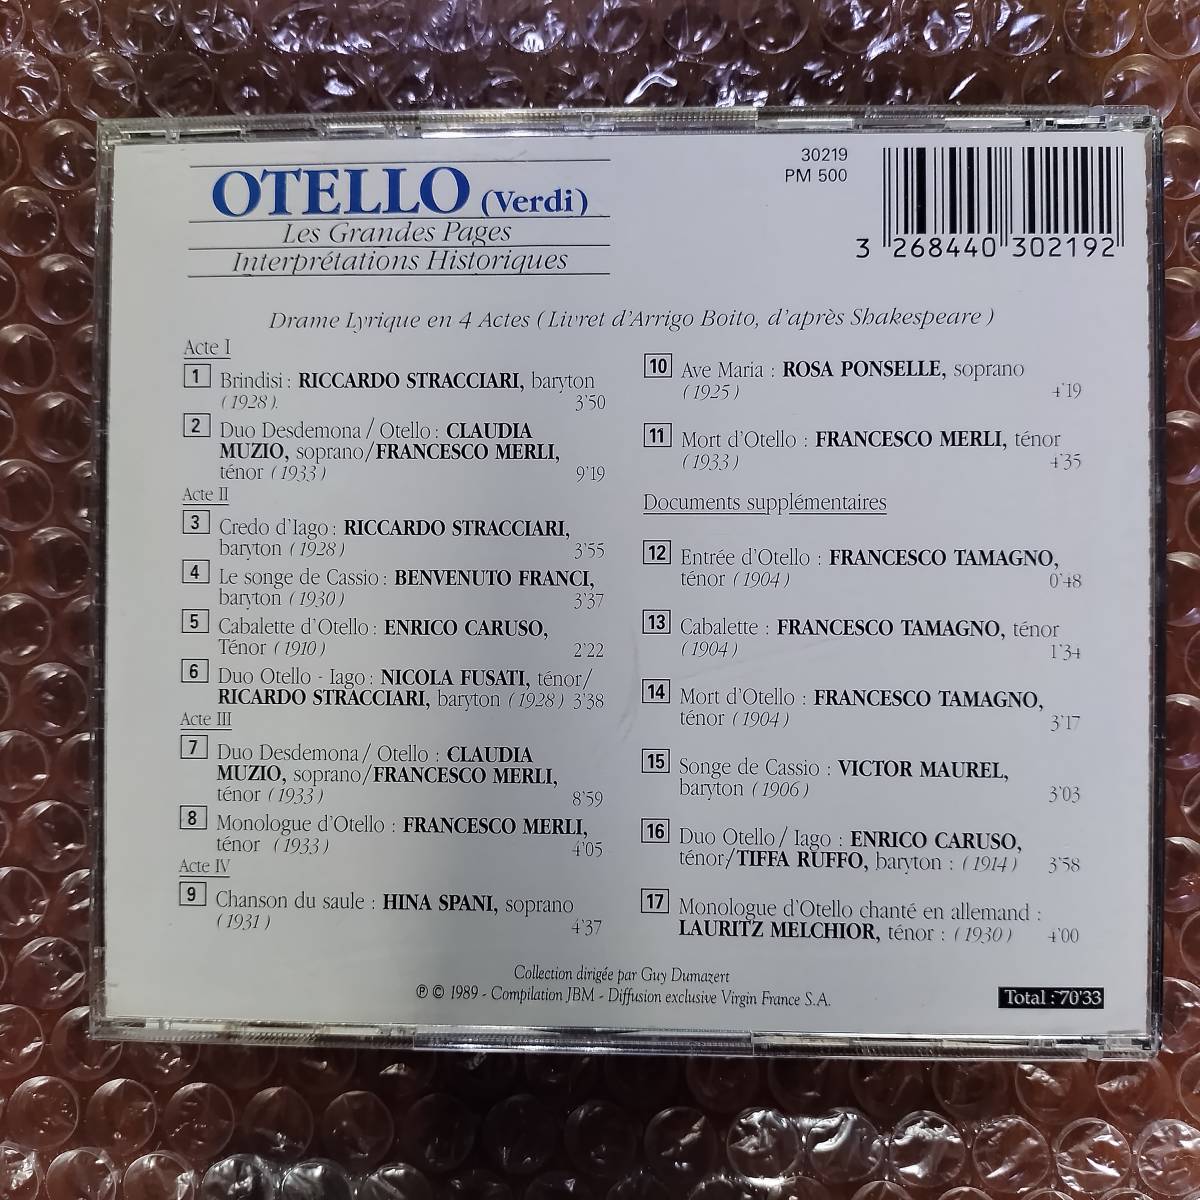 OTELLO (Verdi)
Les Grandes Pages
Interprétations Historiques
30219
PM 500
3 268440 302192
Drame Lyrique en 4 Actes (Livret d'Arrigo Boito, d'après Shakespeare)
Acte I
1 Brindisi : RICCARDO STRACCIARI, baryton
(1928). 3'50
2 Duo Desdemona / Otello : CLAUDIA
MUZIO, soprano/FRANCESCO MERLI,
ténor (1933) 9'19
Acte II
3 Credo d'Iago : RICCARDO STRACCIARI,
baryton (1928) 3'55
4 Le songe de Cassio : BENVENUTO FRANCI,
baryton (1930) 3'37
5 Cabalette d'Otello : ENRICO CARUSO,
Ténor (1910) 2'22
6 Duo Otello - Iago : NICOLA FUSATI, ténor/
RICARDO STRACCIARI, baryton (1928) 3'38
Acte III
7 Duo Desdemona / Otello : CLAUDIA
MUZIO, soprano/FRANCESCO MERLI,
ténor (1933) 8'59
8 Monologue d'Otello : FRANCESCO MERLI,
ténor (1933) 4'05
Acte IV
9 Chanson du saule : HINA SPANI, soprano
(1931) 4'37
10 Ave Maria : ROSA PONSELLE, soprano
(1925) 4'19
11 Mort d'Otello : FRANCESCO MERLI, ténor
(1933) 4'35
Documents supplémentaires
12 Entrée d'Otello : FRANCESCO TAMAGNO,
ténor (1904) 0'48
13 Cabalette : FRANCESCO TAMAGNO, ténor
(1904) 1'34
14 Mort d'Otello : FRANCESCO TAMAGNO,
ténor (1904) 3'17
15 Songe de Cassio : VICTOR MAUREL,
baryton (1906) 3'03
16 Duo Otello / Iago : ENRICO CARUSO,
ténor/TIFFA RUFFO, baryton : (1914) 3'58
17 Monologue d'Otello chanté en allemand :
LAURITZ MELCHIOR, ténor : (1930) 4'00
Collection dirigée par Guy Dumazert
℗ © 1989 - Compilation JBM - Diffusion exclusive Virgin France S.A.
Total : 70'33